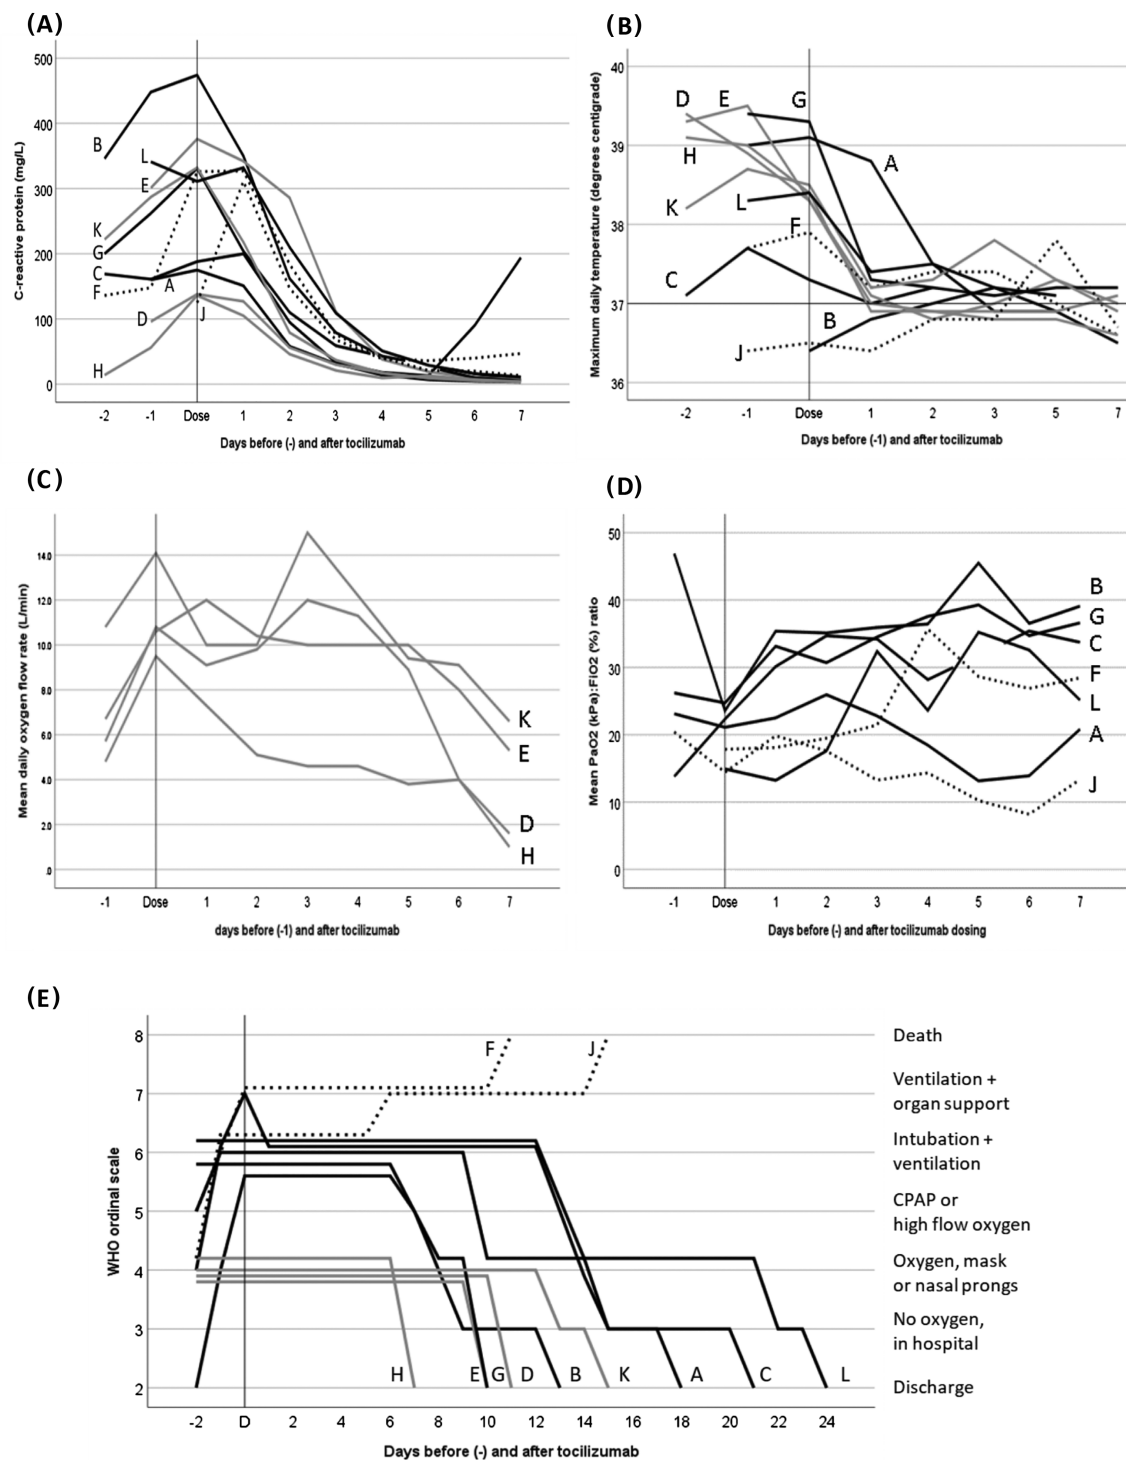 (A)
C-reactive protein (mg/L)
500
400
300
200
100
0
B
L
E
K
G
C
F
A
D
J
H
-2 -1 Dose 1 2 3 4 5 6 7
Days before (-) and after tocilizumab
(B)
Maximum daily temperature (degrees centigrade)
40
39
38
37
36
D E G
H
A
K
L
F
C
B
J
-2 -1 Dose 1 2 3 5 7
Days before (-1) and after tocilizumab
(C)
Mean daily oxygen flow rate (L/min)
14.0
12.0
10.0
8.0
6.0
4.0
2.0
.0
K
E
D
H
-1 Dose 1 2 3 4 5 6 7
days before (-1) and after tocilizumab
(D)
Mean PaO2 (kPa):FiO2 (%) ratio
50
40
30
20
10
0
B
G
C
F
L
A
J
-1 Dose 1 2 3 4 5 6 7
Days before (-) and after tocilizumab dosing
(E)
WHO ordinal scale
8
7
6
5
4
3
2
F J
H E G D B K A C L
-2 D 2 4 6 8 10 12 14 16 18 20 22 24
Days before (-) and after tocilizumab
Death
Ventilation +
organ support
Intubation +
ventilation
CPAP or
high flow oxygen
Oxygen, mask
or nasal prongs
No oxygen,
in hospital
Discharge